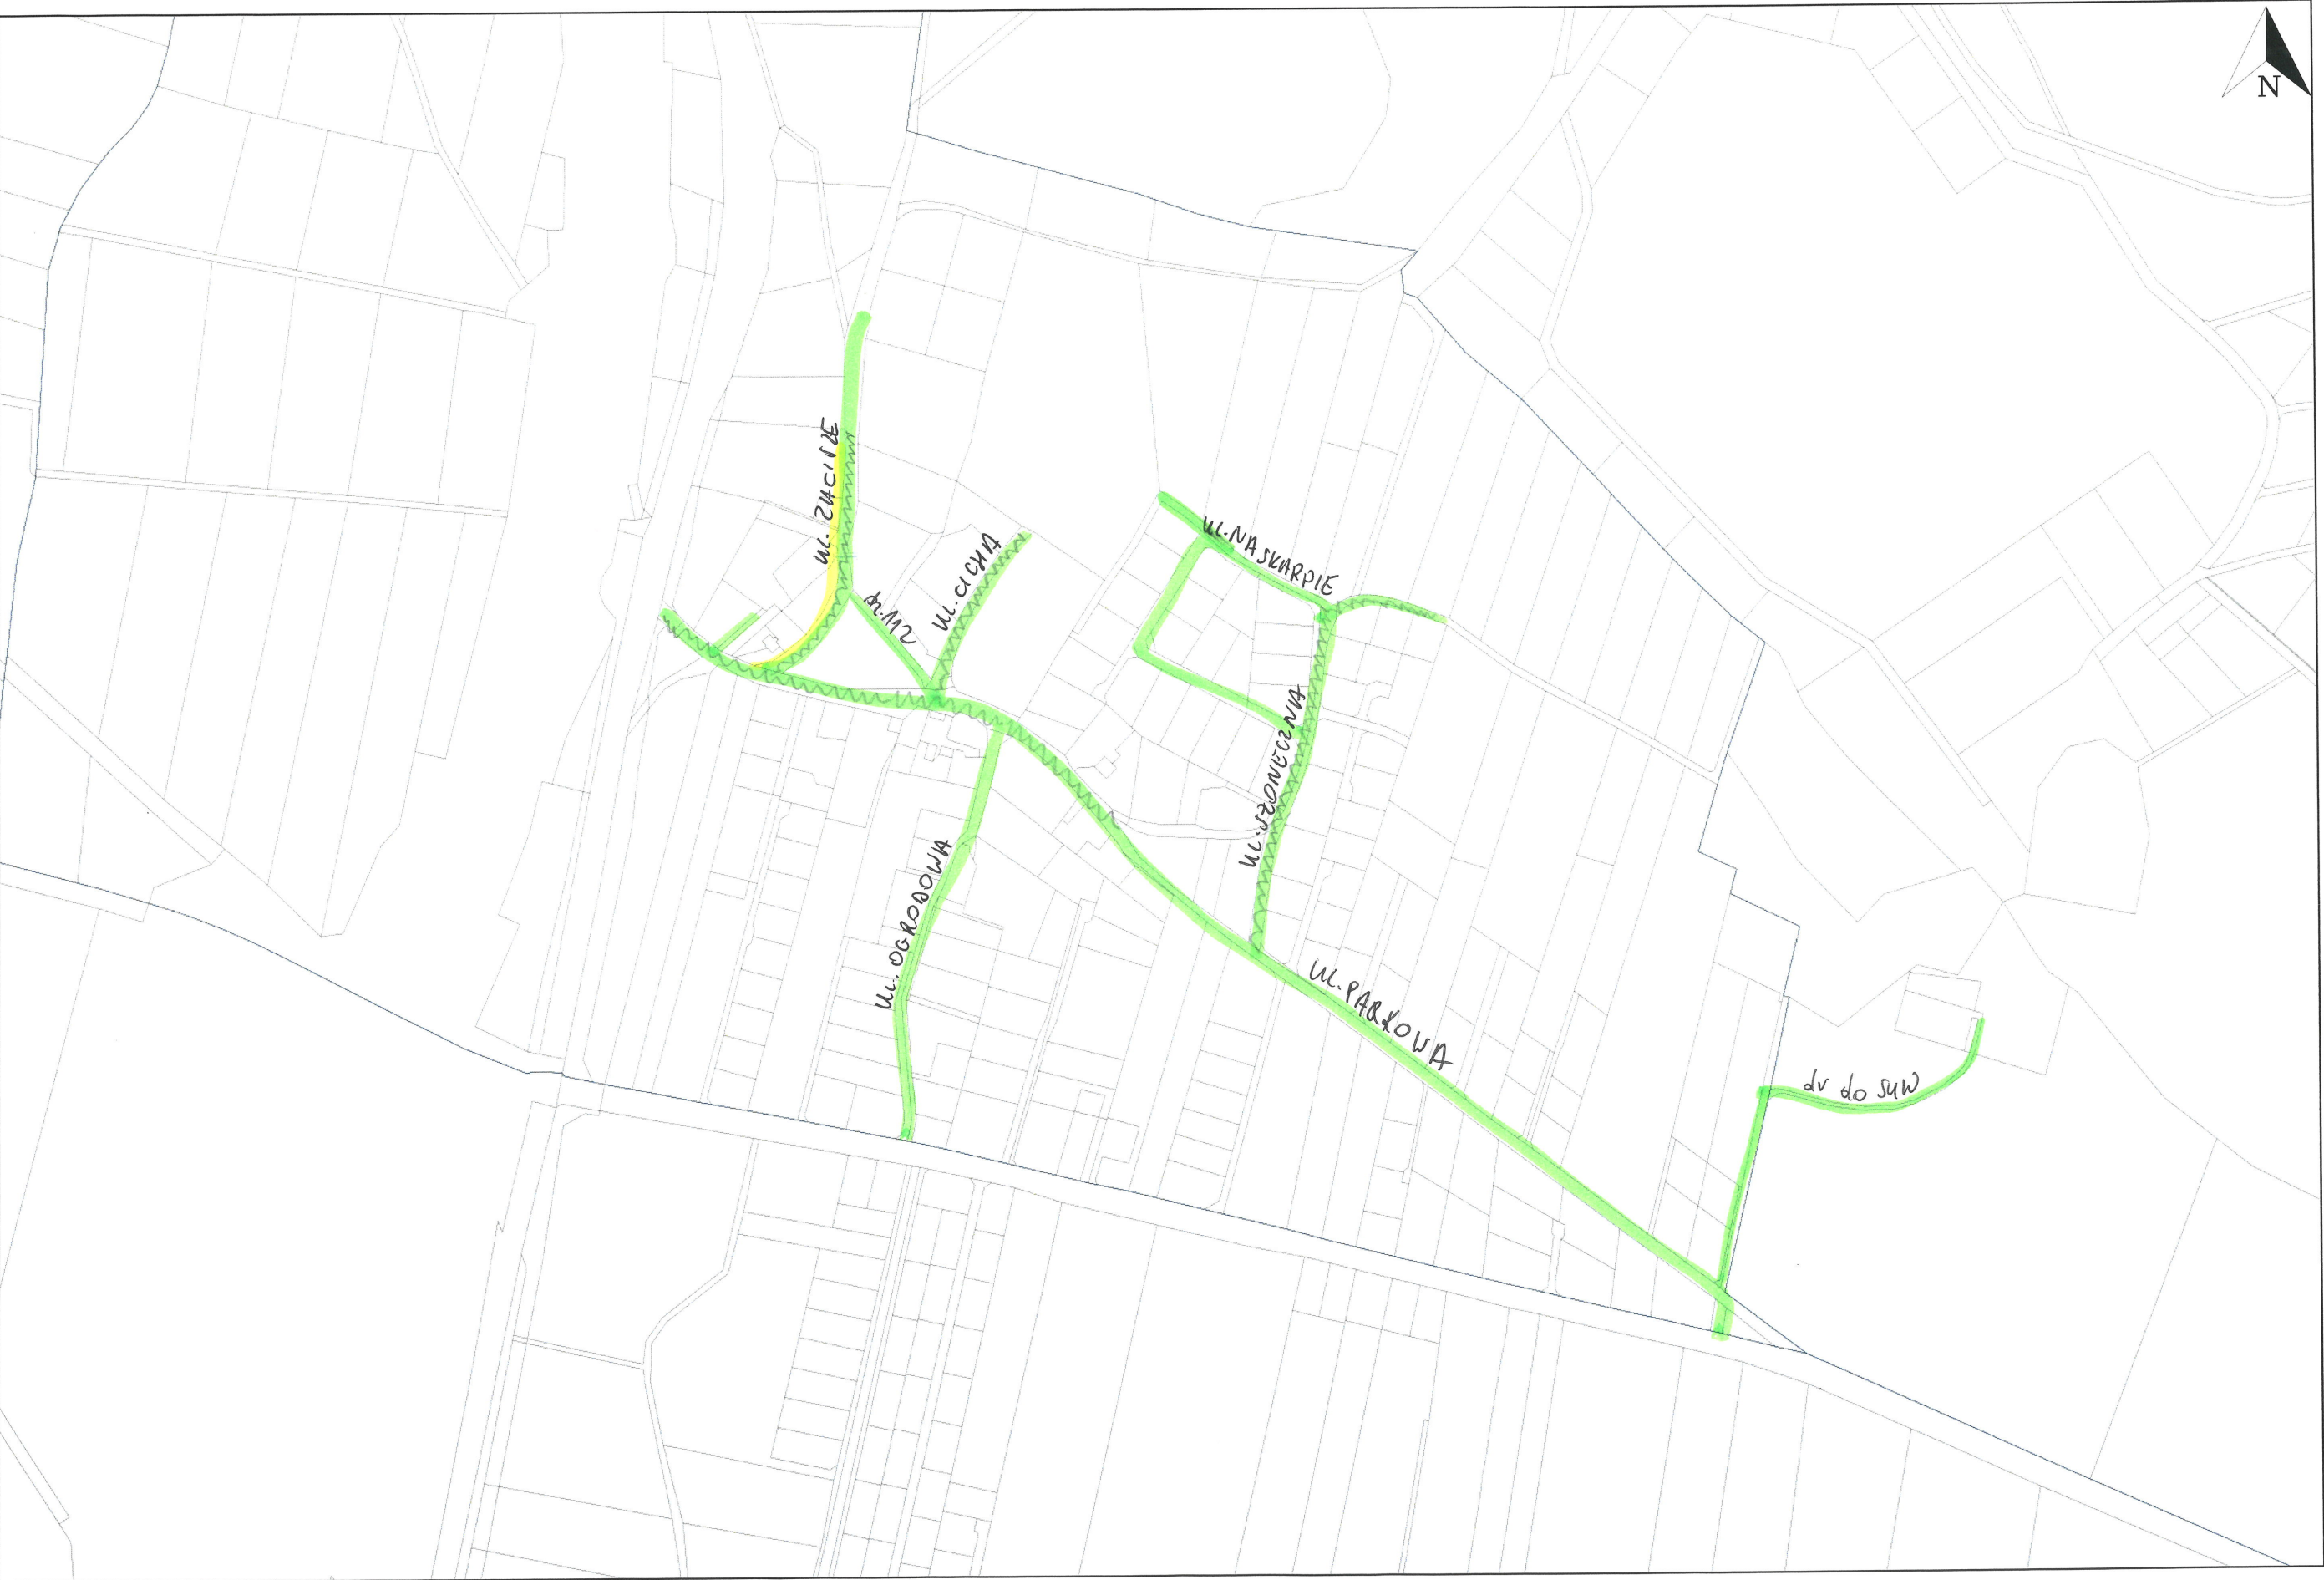 N
UL. ZACISZE
UL. CICHA
UL. NA SKARPIE
dz. 112
UL. SŁONECZNA
UL. OGRODOWA
UL. PARKOWA
dr do SUW